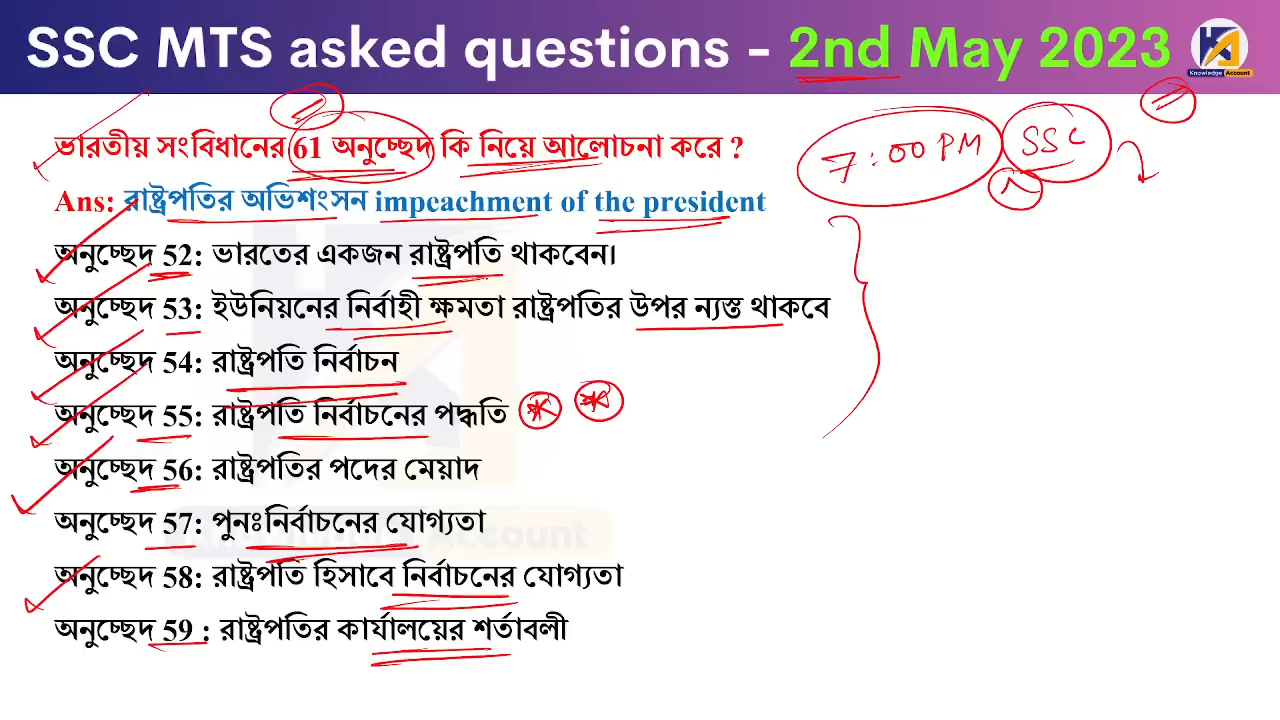 SSC MTS asked questions - 2nd May 2023
Knowledge Account
ভারতীয় সংবিধানের 61 অনুচ্ছেদ কি নিয়ে আলোচনা করে ?
7:00 PM SSC
Ans: রাষ্ট্রপতির অভিশংসন impeachment of the president
অনুচ্ছেদ 52: ভারতের একজন রাষ্ট্রপতি থাকবেন।
অনুচ্ছেদ 53: ইউনিয়নের নির্বাহী ক্ষমতা রাষ্ট্রপতির উপর ন্যস্ত থাকবে
অনুচ্ছেদ 54: রাষ্ট্রপতি নির্বাচন
অনুচ্ছেদ 55: রাষ্ট্রপতি নির্বাচনের পদ্ধতি
অনুচ্ছেদ 56: রাষ্ট্রপতির পদের মেয়াদ
অনুচ্ছেদ 57: পুনঃনির্বাচনের যোগ্যতা
Account
অনুচ্ছেদ 58: রাষ্ট্রপতি হিসাবে নির্বাচনের যোগ্যতা
অনুচ্ছেদ 59 : রাষ্ট্রপতির কার্যালয়ের শর্তাবলী